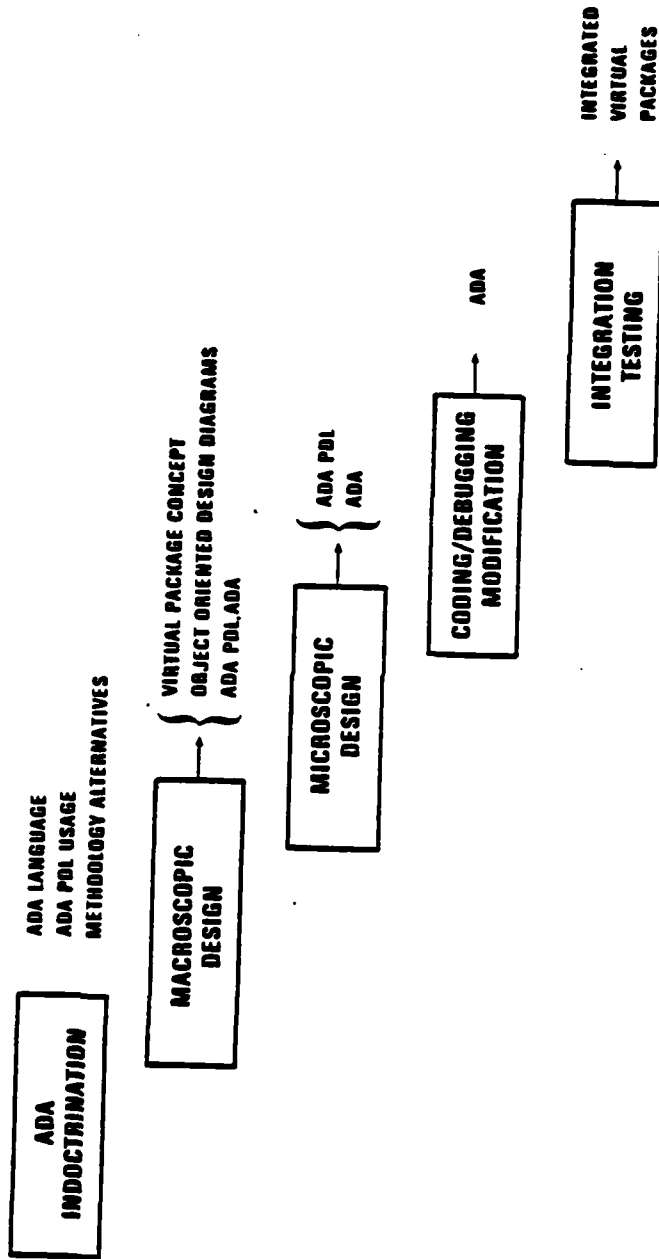 ADA
INDOCTRINATION
ADA LANGUAGE
ADA PDL USAGE
METHODOLOGY ALTERNATIVES
MACROSCOPIC
DESIGN
VIRTUAL PACKAGE CONCEPT
OBJECT ORIENTED DESIGN DIAGRAMS
ADA PDL,ADA
MICROSCOPIC
DESIGN
ADA PDL
ADA
CODING/DEBUGGING
MODIFICATION
ADA
INTEGRATION
TESTING
INTEGRATED
VIRTUAL
PACKAGES